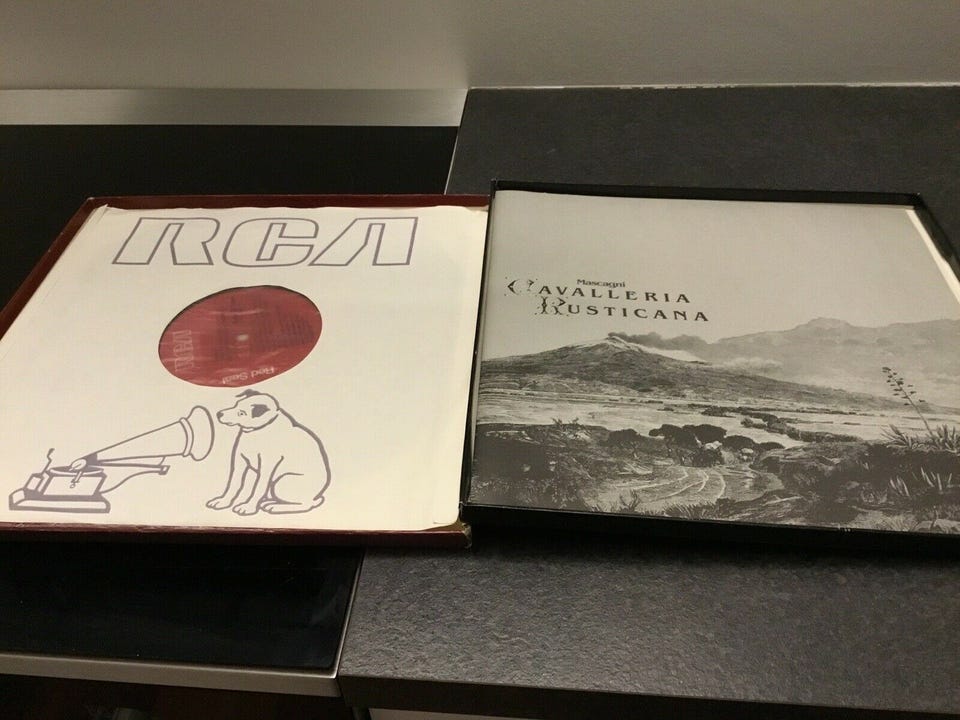 RCA
Red Seal
Mascagni
CAVALLERIA
RUSTICANA